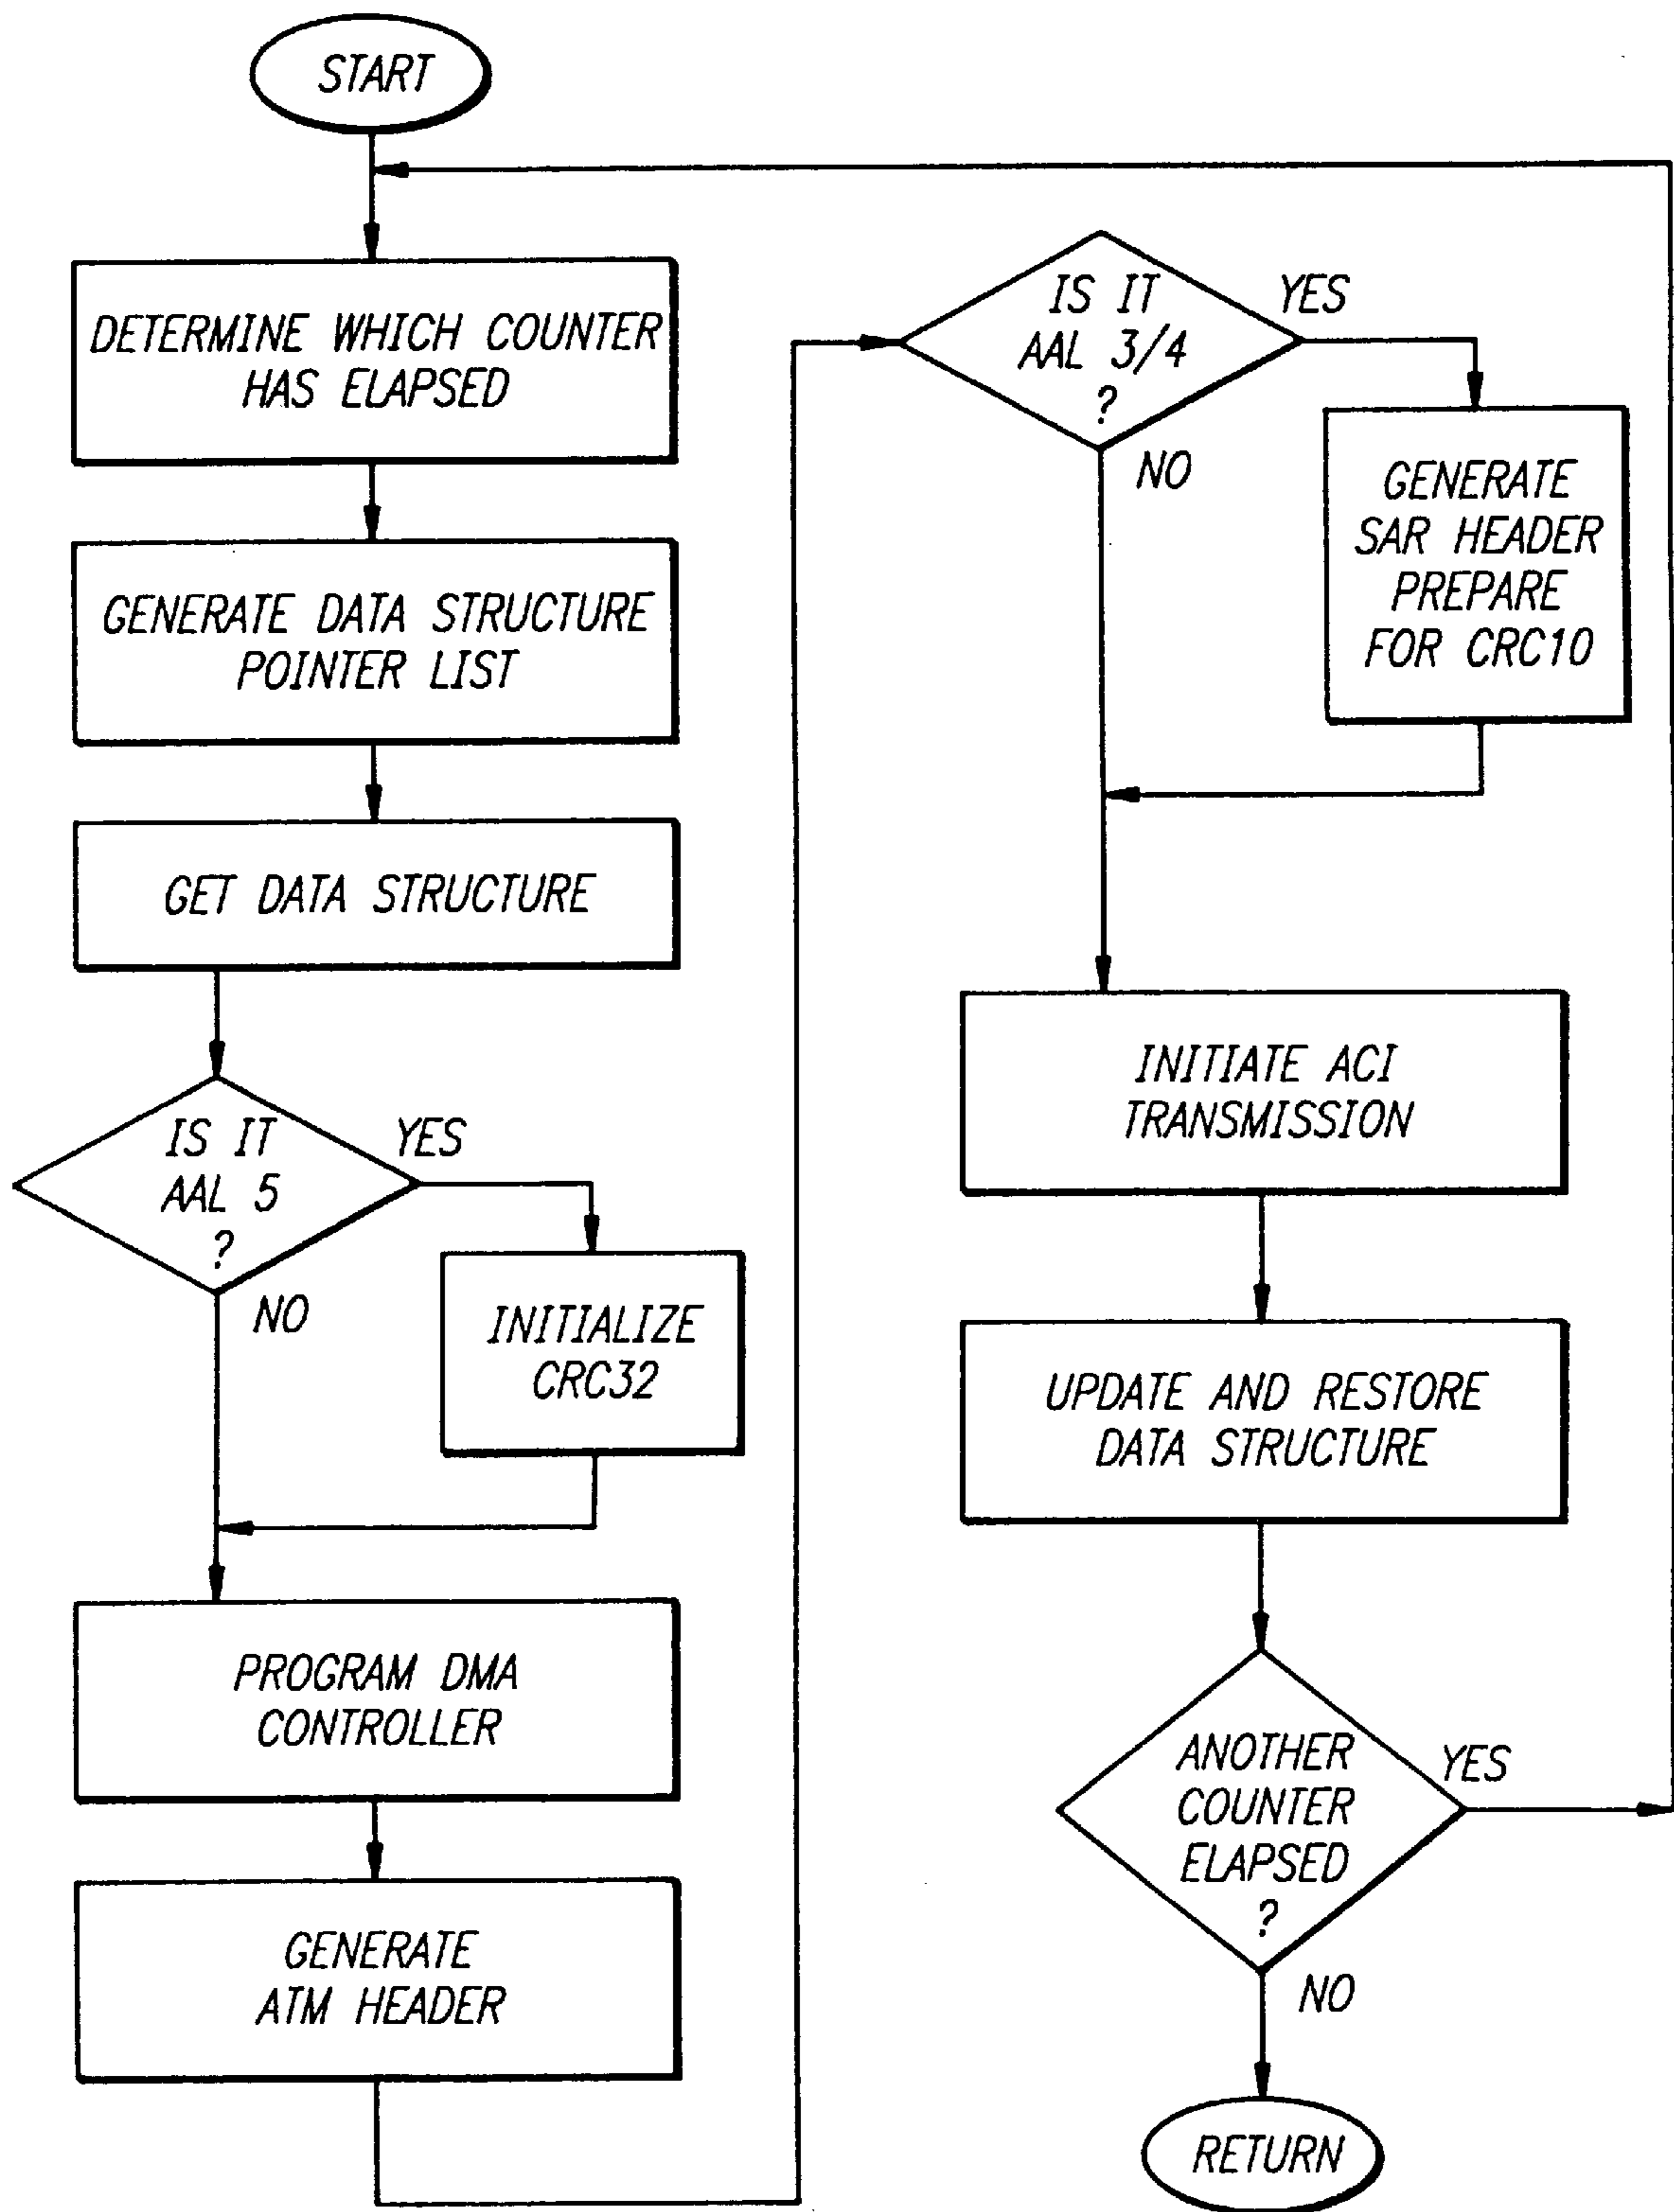 START
DETERMINE WHICH COUNTER
HAS ELAPSED
GENERATE DATA STRUCTURE
POINTER LIST
GET DATA STRUCTURE
IS IT
AAL 5
?
YES
NO
INITIALIZE
CRC32
PROGRAM DMA
CONTROLLER
GENERATE
ATM HEADER
IS IT
AAL 3/4
?
YES
NO
GENERATE
SAR HEADER
PREPARE
FOR CRC10
INITIATE ACI
TRANSMISSION
UPDATE AND RESTORE
DATA STRUCTURE
ANOTHER
COUNTER
ELAPSED
?
YES
NO
RETURN